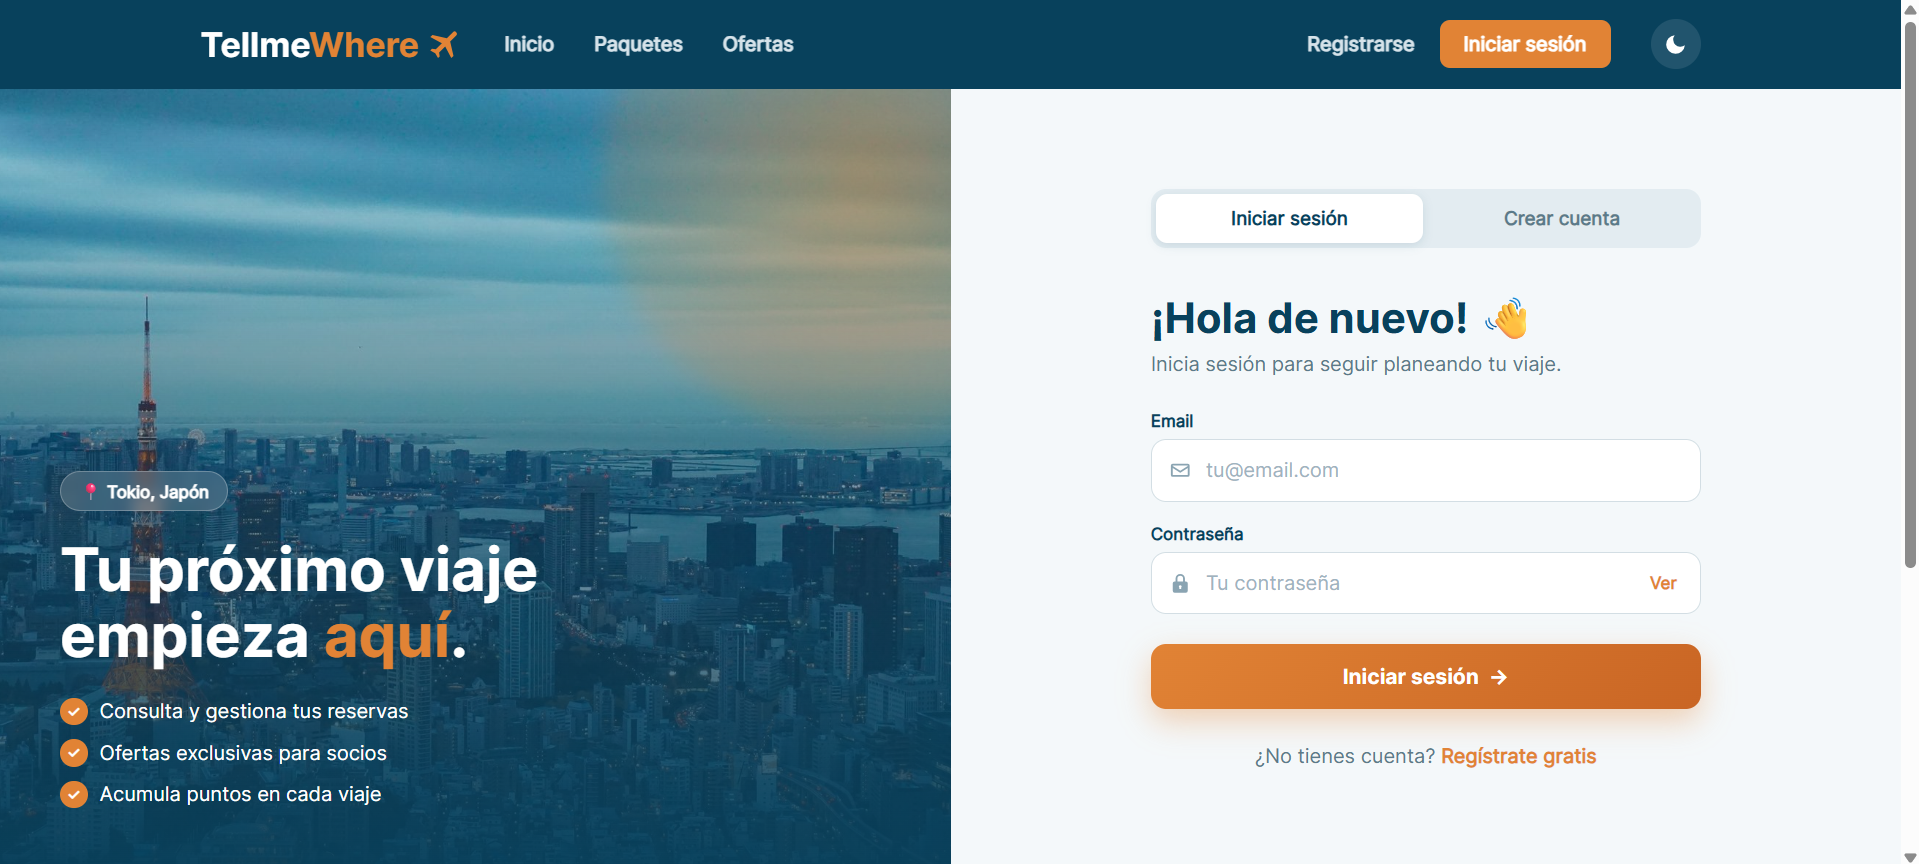 TellmeWhere
Inicio
Paquetes
Ofertas
Registrarse
Iniciar sesión
Tokio, Japón
Tu próximo viaje
empieza aquí.
Consulta y gestiona tus reservas
Ofertas exclusivas para socios
Acumula puntos en cada viaje
Iniciar sesión
Crear cuenta
¡Hola de nuevo! 👋
Inicia sesión para seguir planeando tu viaje.
Email
tu@email.com
Contraseña
Tu contraseña
Ver
Iniciar sesión →
¿No tienes cuenta? Regístrate gratis